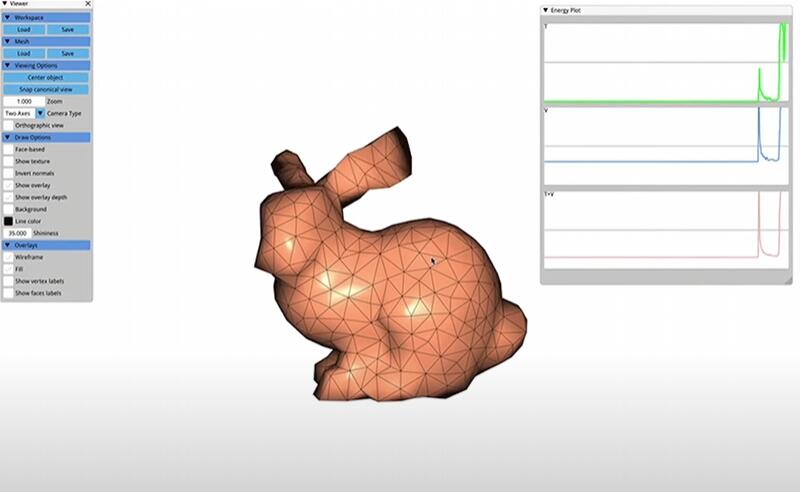 Viewer
Workspace
Load Save
Mesh
Load Save
Viewing Options
Center object
Snap canonical view
1.000 Zoom
Two Axes Camera Type
Orthographic view
Draw Options
Face-based
Show texture
Invert normals
Show overlay
Show overlay depth
Background
Line color
35.000 Shininess
Overlays
Wireframe
Fill
Show vertex labels
Show faces labels
Energy Plot
T
V
T+V